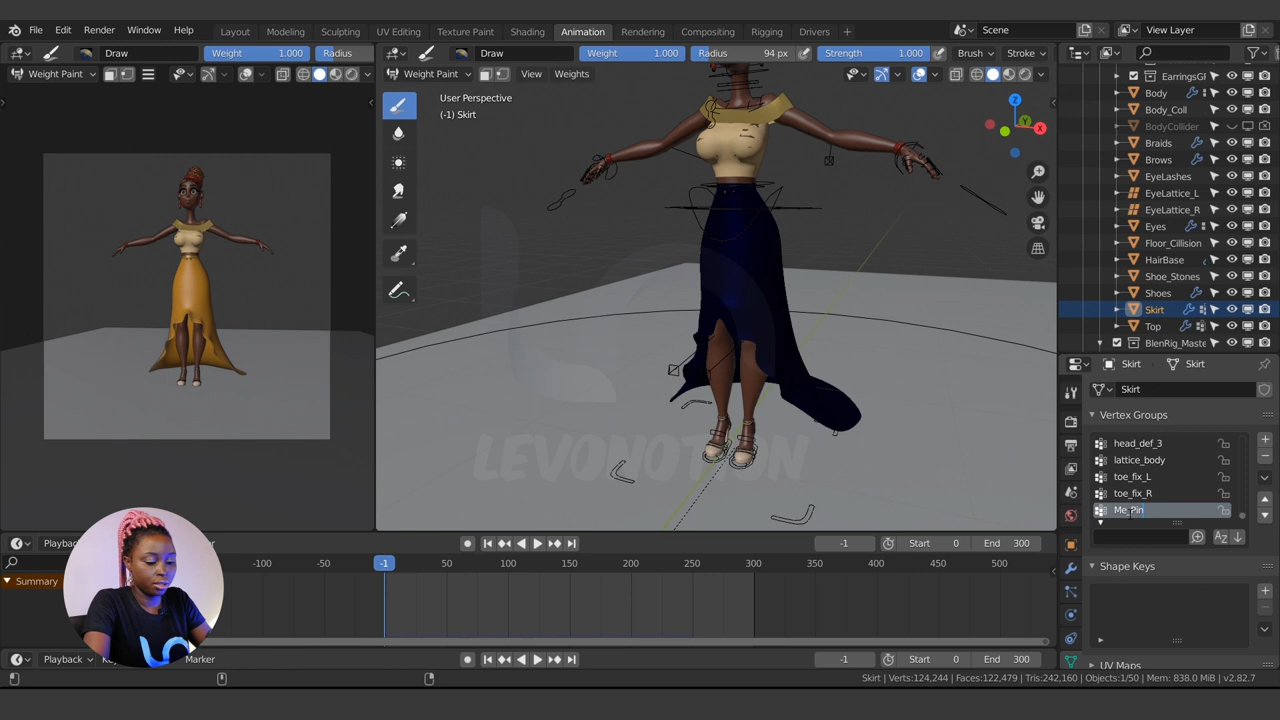 File Edit Render Window Help Layout Modeling Sculpting UV Editing Texture Paint Shading Animation Rendering Compositing Rigging Drivers + Scene View Layer
Draw Weight 1.000 Radius Draw Weight 1.000 Radius 94 px Strength 1.000 Brush Stroke
Weight Paint Weight Paint View Weights
User Perspective
(-1) Skirt
Z
Y
X
EarringsGP
Body
Body_Coll
BodyCollider
Braids
Brows
EyeLashes
EyeLattice_L
EyeLattice_R
Eyes
Floor_Cillision
HairBase
Shoe_Stones
Shoes
Skirt
Top
BlenRig_Maste
Skirt Skirt
Skirt
Vertex Groups
head_def_3
lattice_body
toe_fix_L
toe_fix_R
Me_Pin
Shape Keys
UV Maps
LEVONOTION
Playback -1 Start 0 End 300
-100 -50 -1 50 100 150 200 250 300 350 400 450 500
Summary
Playback Marker -1 Start 0 End 300
Skirt | Verts:124,244 | Faces:122,479 | Tris:242,160 | Objects:1/50 | Mem: 838.0 MiB | v2.82.7